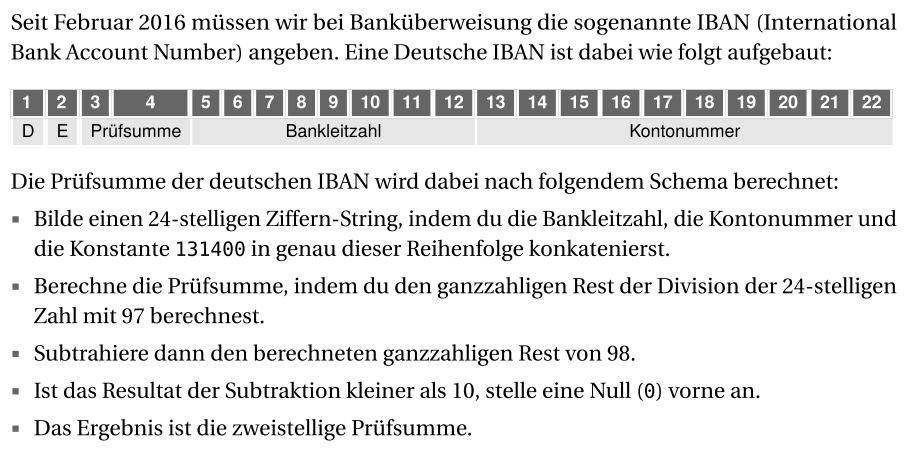 Seit Februar 2016 müssen wir bei Banküberweisung die sogenannte IBAN (International
Bank Account Number) angeben. Eine Deutsche IBAN ist dabei wie folgt aufgebaut:
1 2 3 4 5 6 7 8 9 10 11 12 13 14 15 16 17 18 19 20 21 22
D E Prüfsumme Bankleitzahl Kontonummer
Die Prüfsumme der deutschen IBAN wird dabei nach folgendem Schema berechnet:
▪ Bilde einen 24-stelligen Ziffern-String, indem du die Bankleitzahl, die Kontonummer und
die Konstante 131400 in genau dieser Reihenfolge konkatenierst.
▪ Berechne die Prüfsumme, indem du den ganzzahligen Rest der Division der 24-stelligen
Zahl mit 97 berechnest.
▪ Subtrahiere dann den berechneten ganzzahligen Rest von 98.
▪ Ist das Resultat der Subtraktion kleiner als 10, stelle eine Null (0) vorne an.
▪ Das Ergebnis ist die zweistellige Prüfsumme.